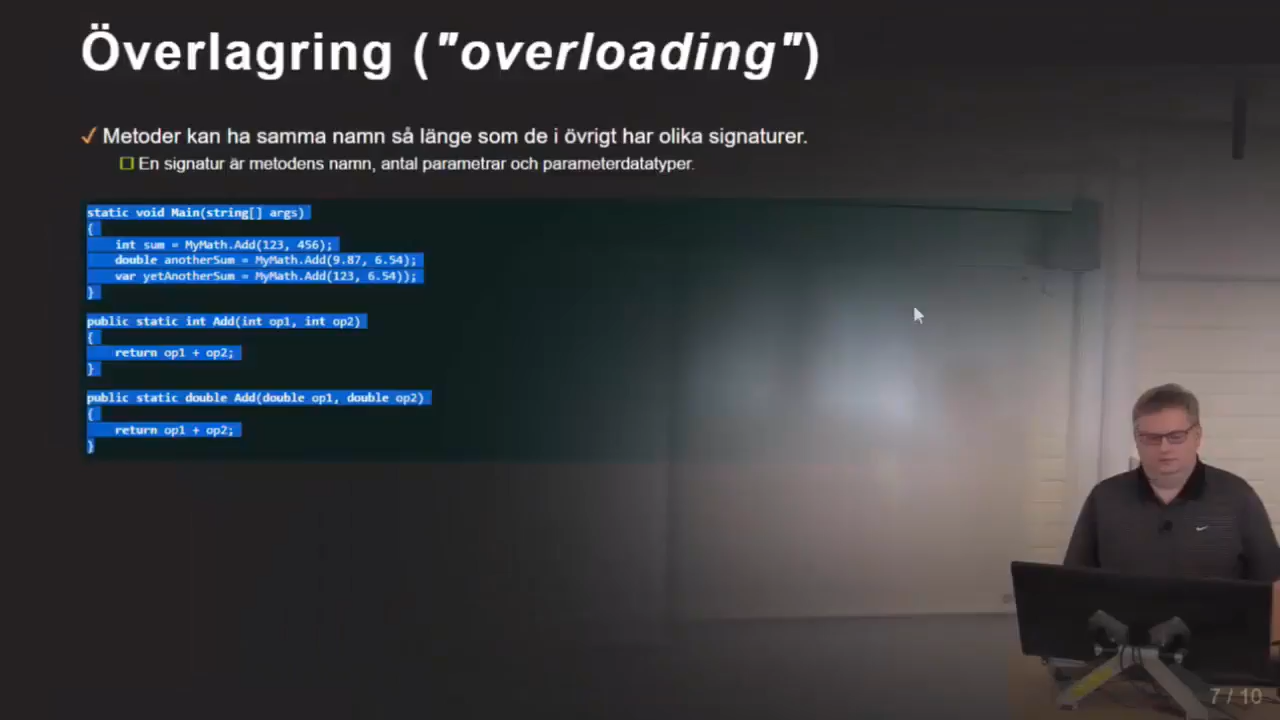 Överlagring ("overloading")
✓ Metoder kan ha samma namn så länge som de i övrigt har olika signaturer.
En signatur är metodens namn, antal parametrar och parameterdatatyper.
static void Main(string[] args)
{
int sum = MyMath.Add(123, 456);
double anotherSum = MyMath.Add(9.87, 6.54);
var yetAnotherSum = MyMath.Add(123, 6.54));
}
public static int Add(int op1, int op2)
{
return op1 + op2;
}
public static double Add(double op1, double op2)
{
return op1 + op2;
}
7 / 10